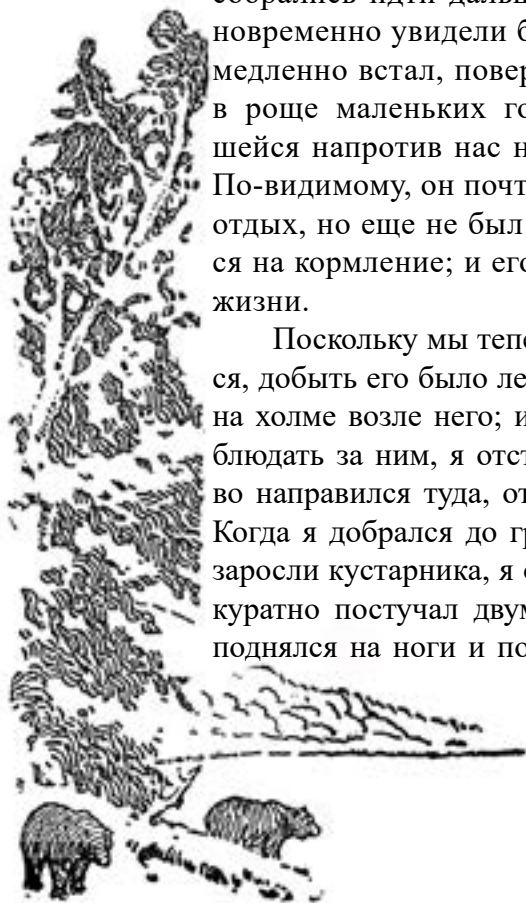 собрались идти дальш
новременно увидели б
медленно встал, повер
в роще маленьких го
шейся напротив нас н
По-видимому, он почт
отдых, но еще не был
ся на кормление; и его
жизни.
Поскольку мы тепе
ся, добыть его было ле
на холме возле него; и
блюдать за ним, я отст
во направился туда, от
Когда я добрался до гр
заросли кустарника, я
куратно постучал двум
поднялся на ноги и по